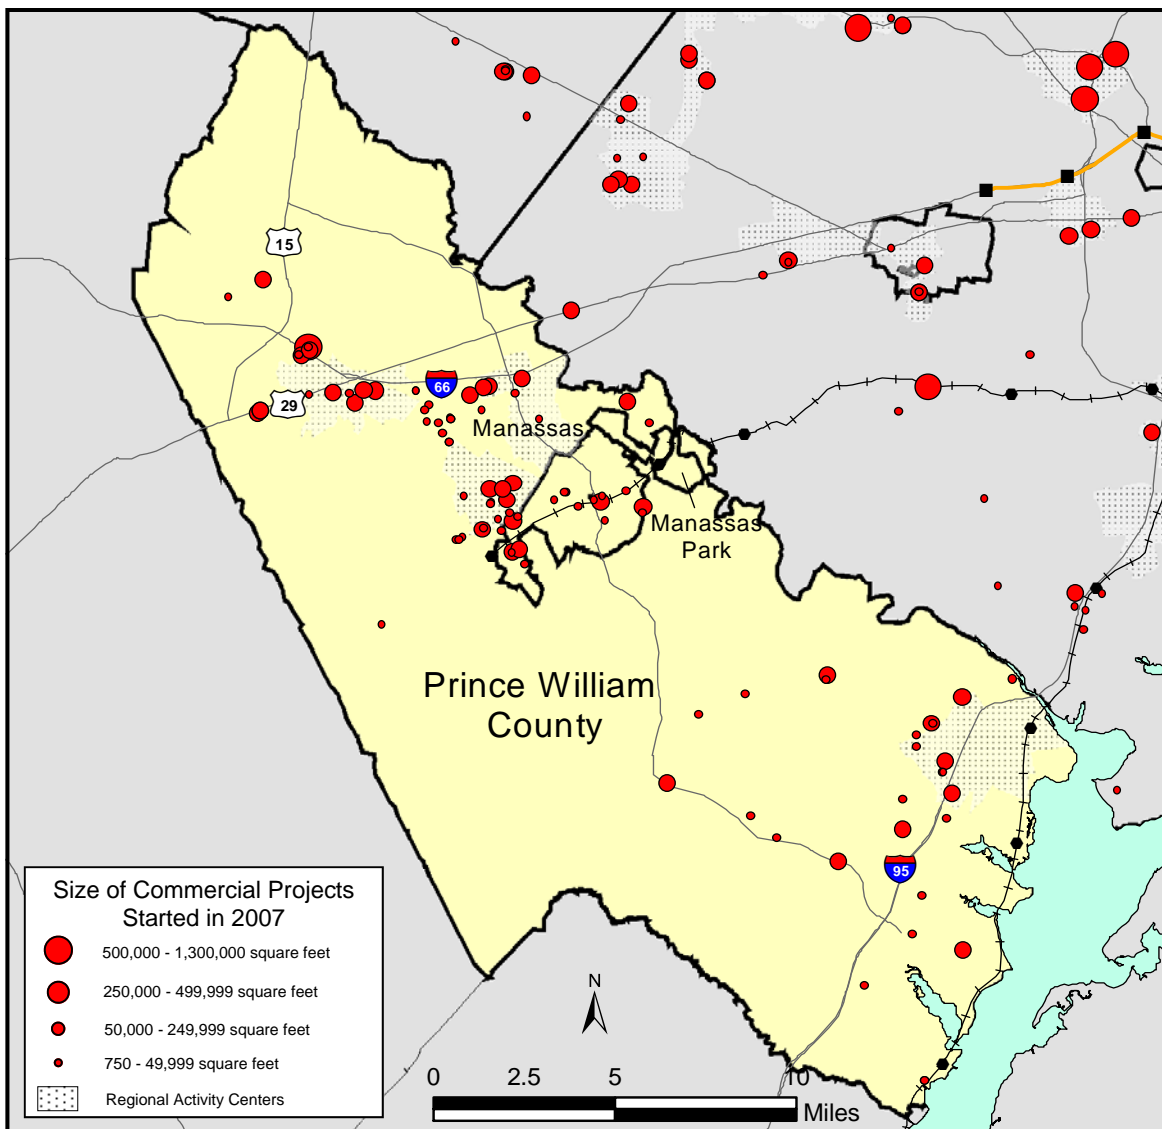 15
66
29
Manassas
Manassas
Park
Prince William
County
95
Size of Commercial Projects
Started in 2007
500,000 - 1,300,000 square feet
250,000 - 499,999 square feet
50,000 - 249,999 square feet
750 - 49,999 square feet
Regional Activity Centers
N
0 2.5 5 10
Miles